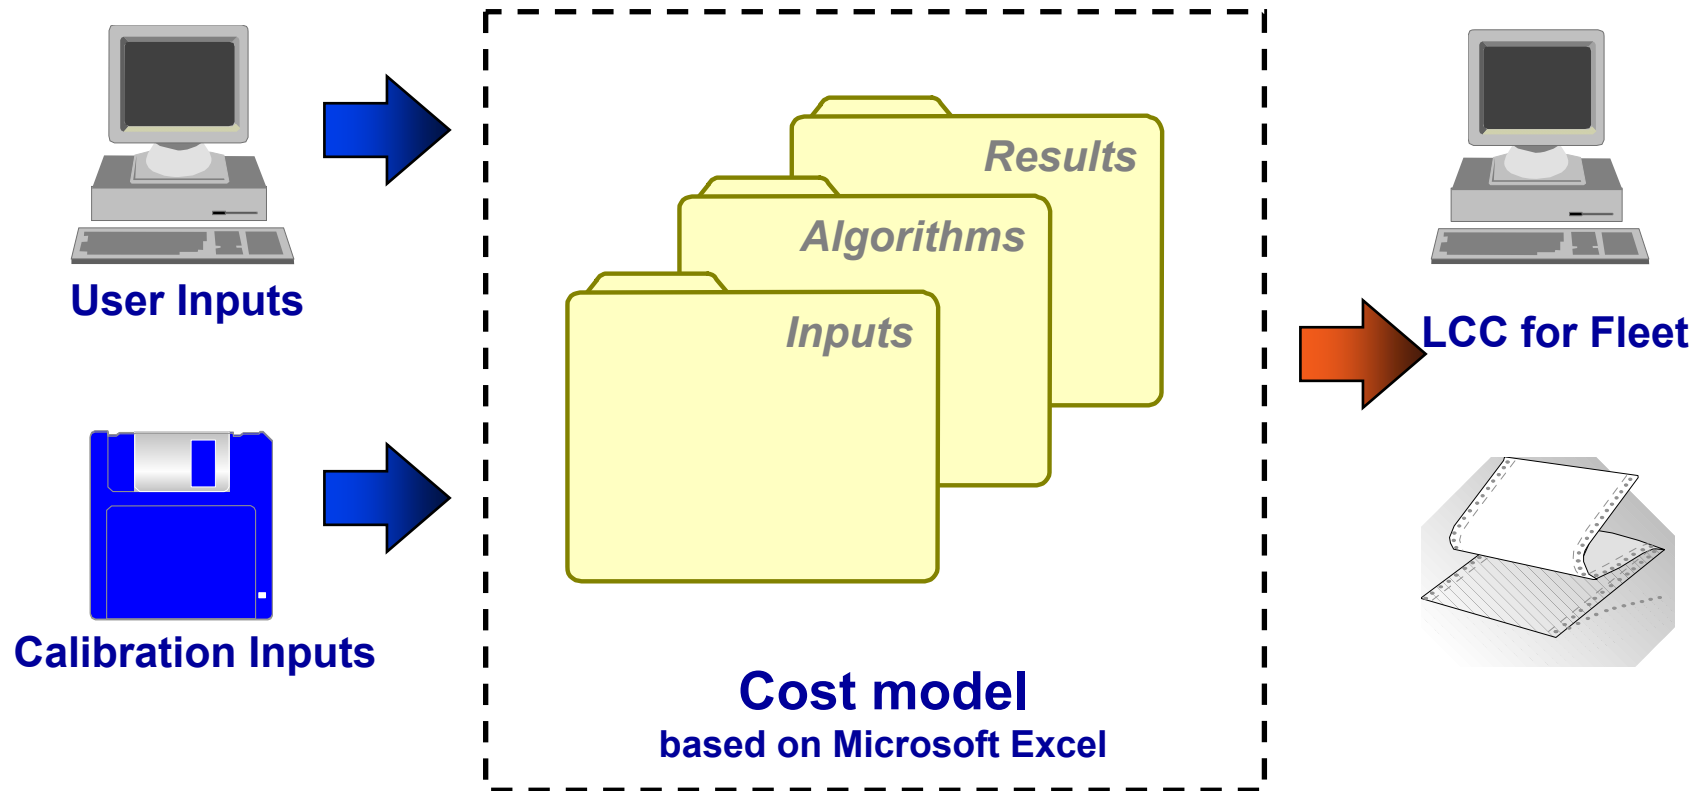 User Inputs
Calibration Inputs
Results
Algorithms
Inputs
Cost model
based on Microsoft Excel
LCC for Fleet